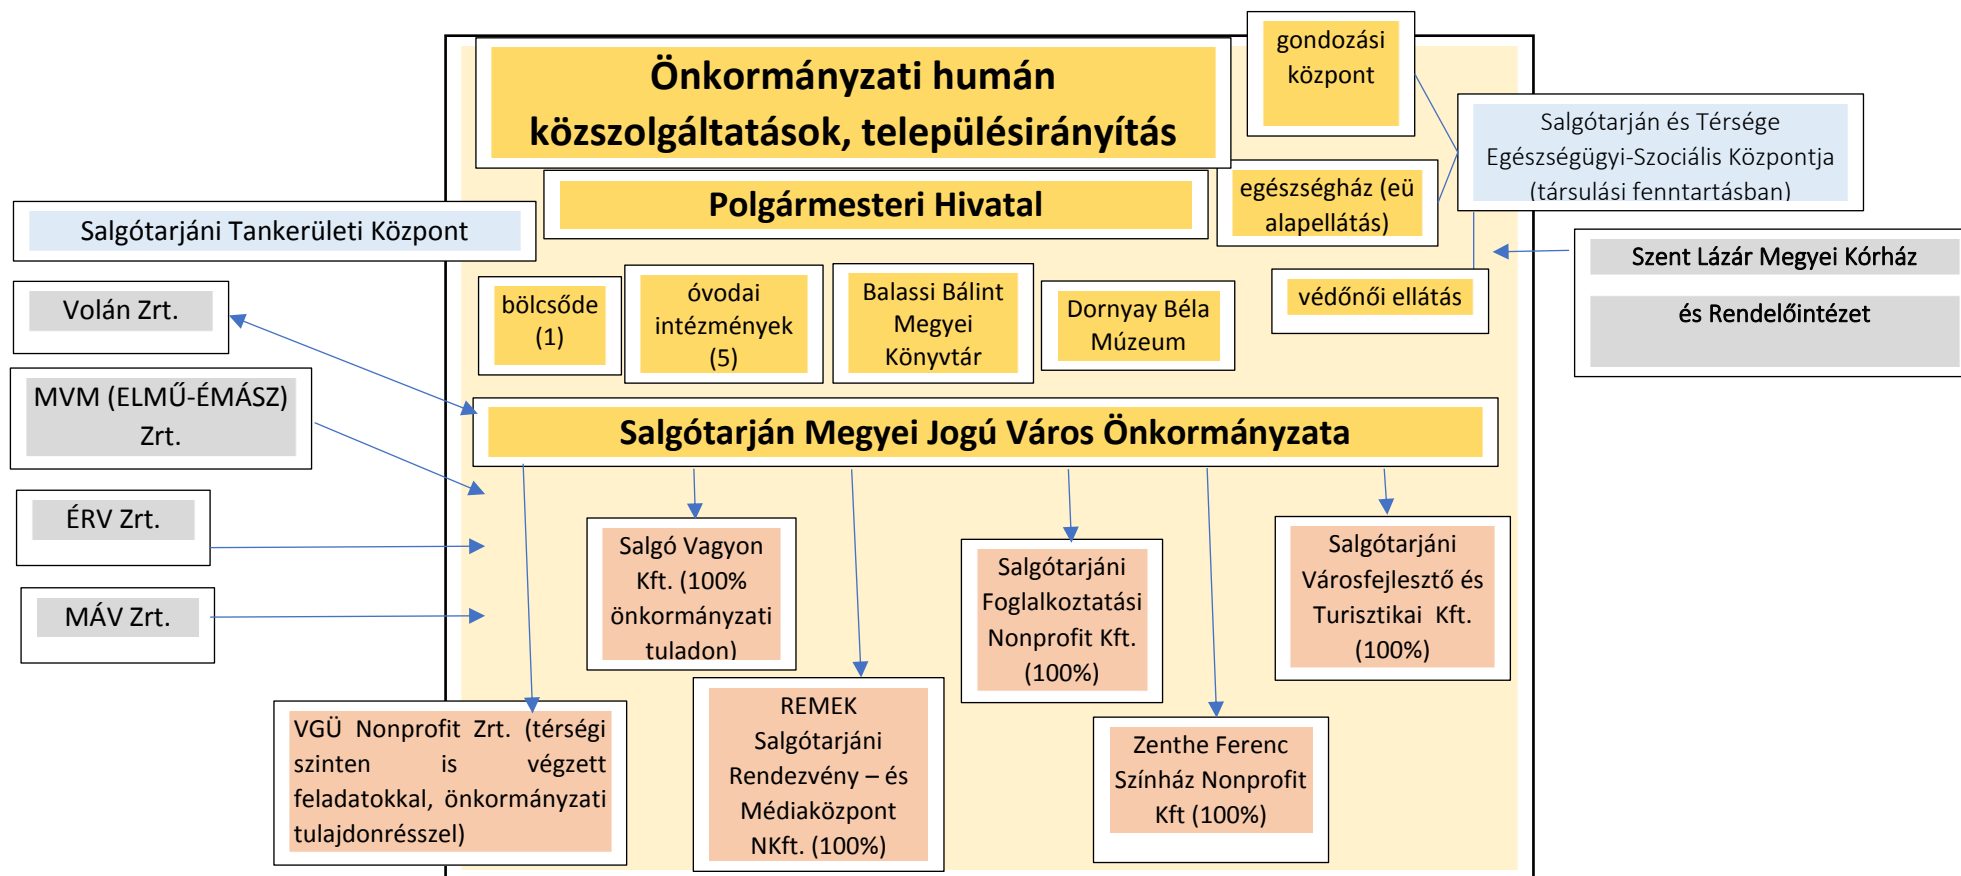 gondozási
központ
Önkormányzati humán
közszolgáltatások, településirányítás
Salgótarján és Térsége
Egészségügyi-Szociális Központja
(társulási fenntartásban)
Polgármesteri Hivatal
egészségház (eü
alapellátás)
Salgótarjáni Tankerületi Központ
Szent Lázár Megyei Kórház
és Rendelőintézet
Volán Zrt.
bölcsőde
(1)
óvodai
intézmények
(5)
Balassi Bálint
Megyei
Könyvtár
Dornyay Béla
Múzeum
védőnői ellátás
MVM (ELMŰ-ÉMÁSZ)
Zrt.
Salgótarján Megyei Jogú Város Önkormányzata
ÉRV Zrt.
MÁV Zrt.
Salgó Vagyon
Kft. (100%
önkormányzati
tuladon)
Salgótarjáni
Foglalkoztatási
Nonprofit Kft.
(100%)
Salgótarjáni
Városfejlesztő és
Turisztikai Kft.
(100%)
VGÜ Nonprofit Zrt. (térségi
szinten is végzett
feladatokkal, önkormányzati
tulajdonrésszel)
REMEK
Salgótarjáni
Rendezvény – és
Médiaközpont
NKft. (100%)
Zenthe Ferenc
Színház Nonprofit
Kft (100%)